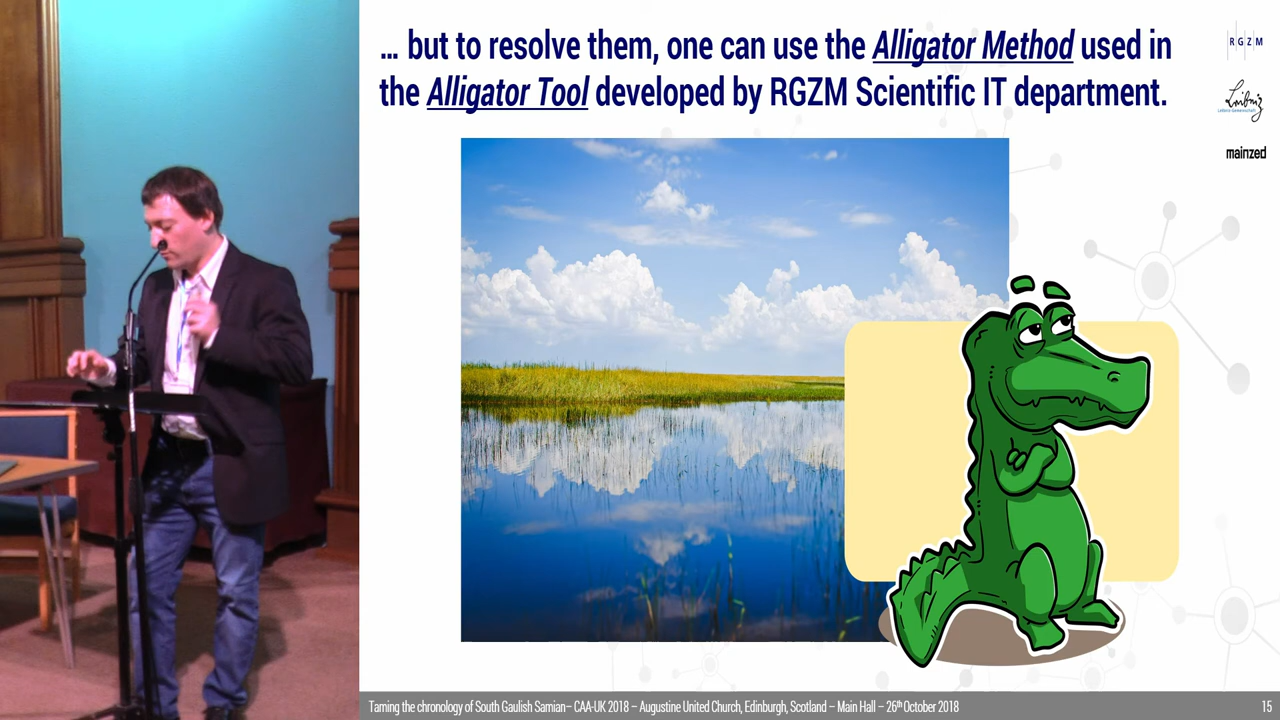 ... but to resolve them, one can use the Alligator Method used in
the Alligator Tool developed by RGZM Scientific IT department.
R G Z M
Leibniz
Leibniz-Gemeinschaft
mainzed
Taming the chronology of South Gaulish Samian– CAA-UK 2018 – Augustine United Church, Edinburgh, Scotland – Main Hall – 26th October 2018
15